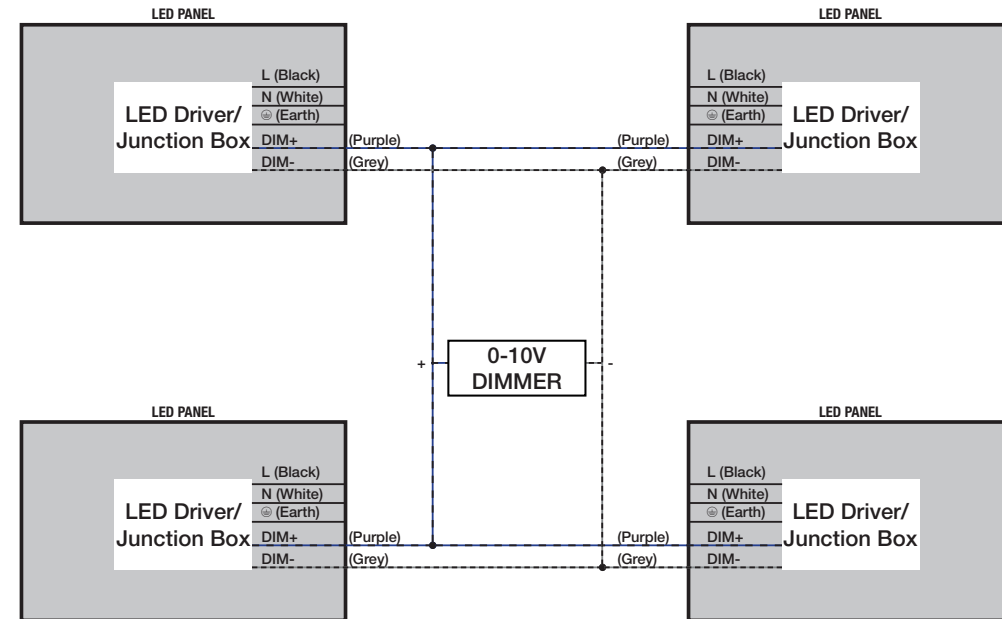 LED PANEL
L (Black)
N (White)
⏚ (Earth)
LED Driver/
Junction Box
DIM+ (Purple)
DIM- (Grey)
LED PANEL
L (Black)
N (White)
⏚ (Earth)
LED Driver/
Junction Box
(Purple) DIM+
(Grey) DIM-
+ 0-10V -
DIMMER
LED PANEL
L (Black)
N (White)
⏚ (Earth)
LED Driver/
Junction Box
DIM+ (Purple)
DIM- (Grey)
LED PANEL
L (Black)
N (White)
⏚ (Earth)
LED Driver/
Junction Box
(Purple) DIM+
(Grey) DIM-